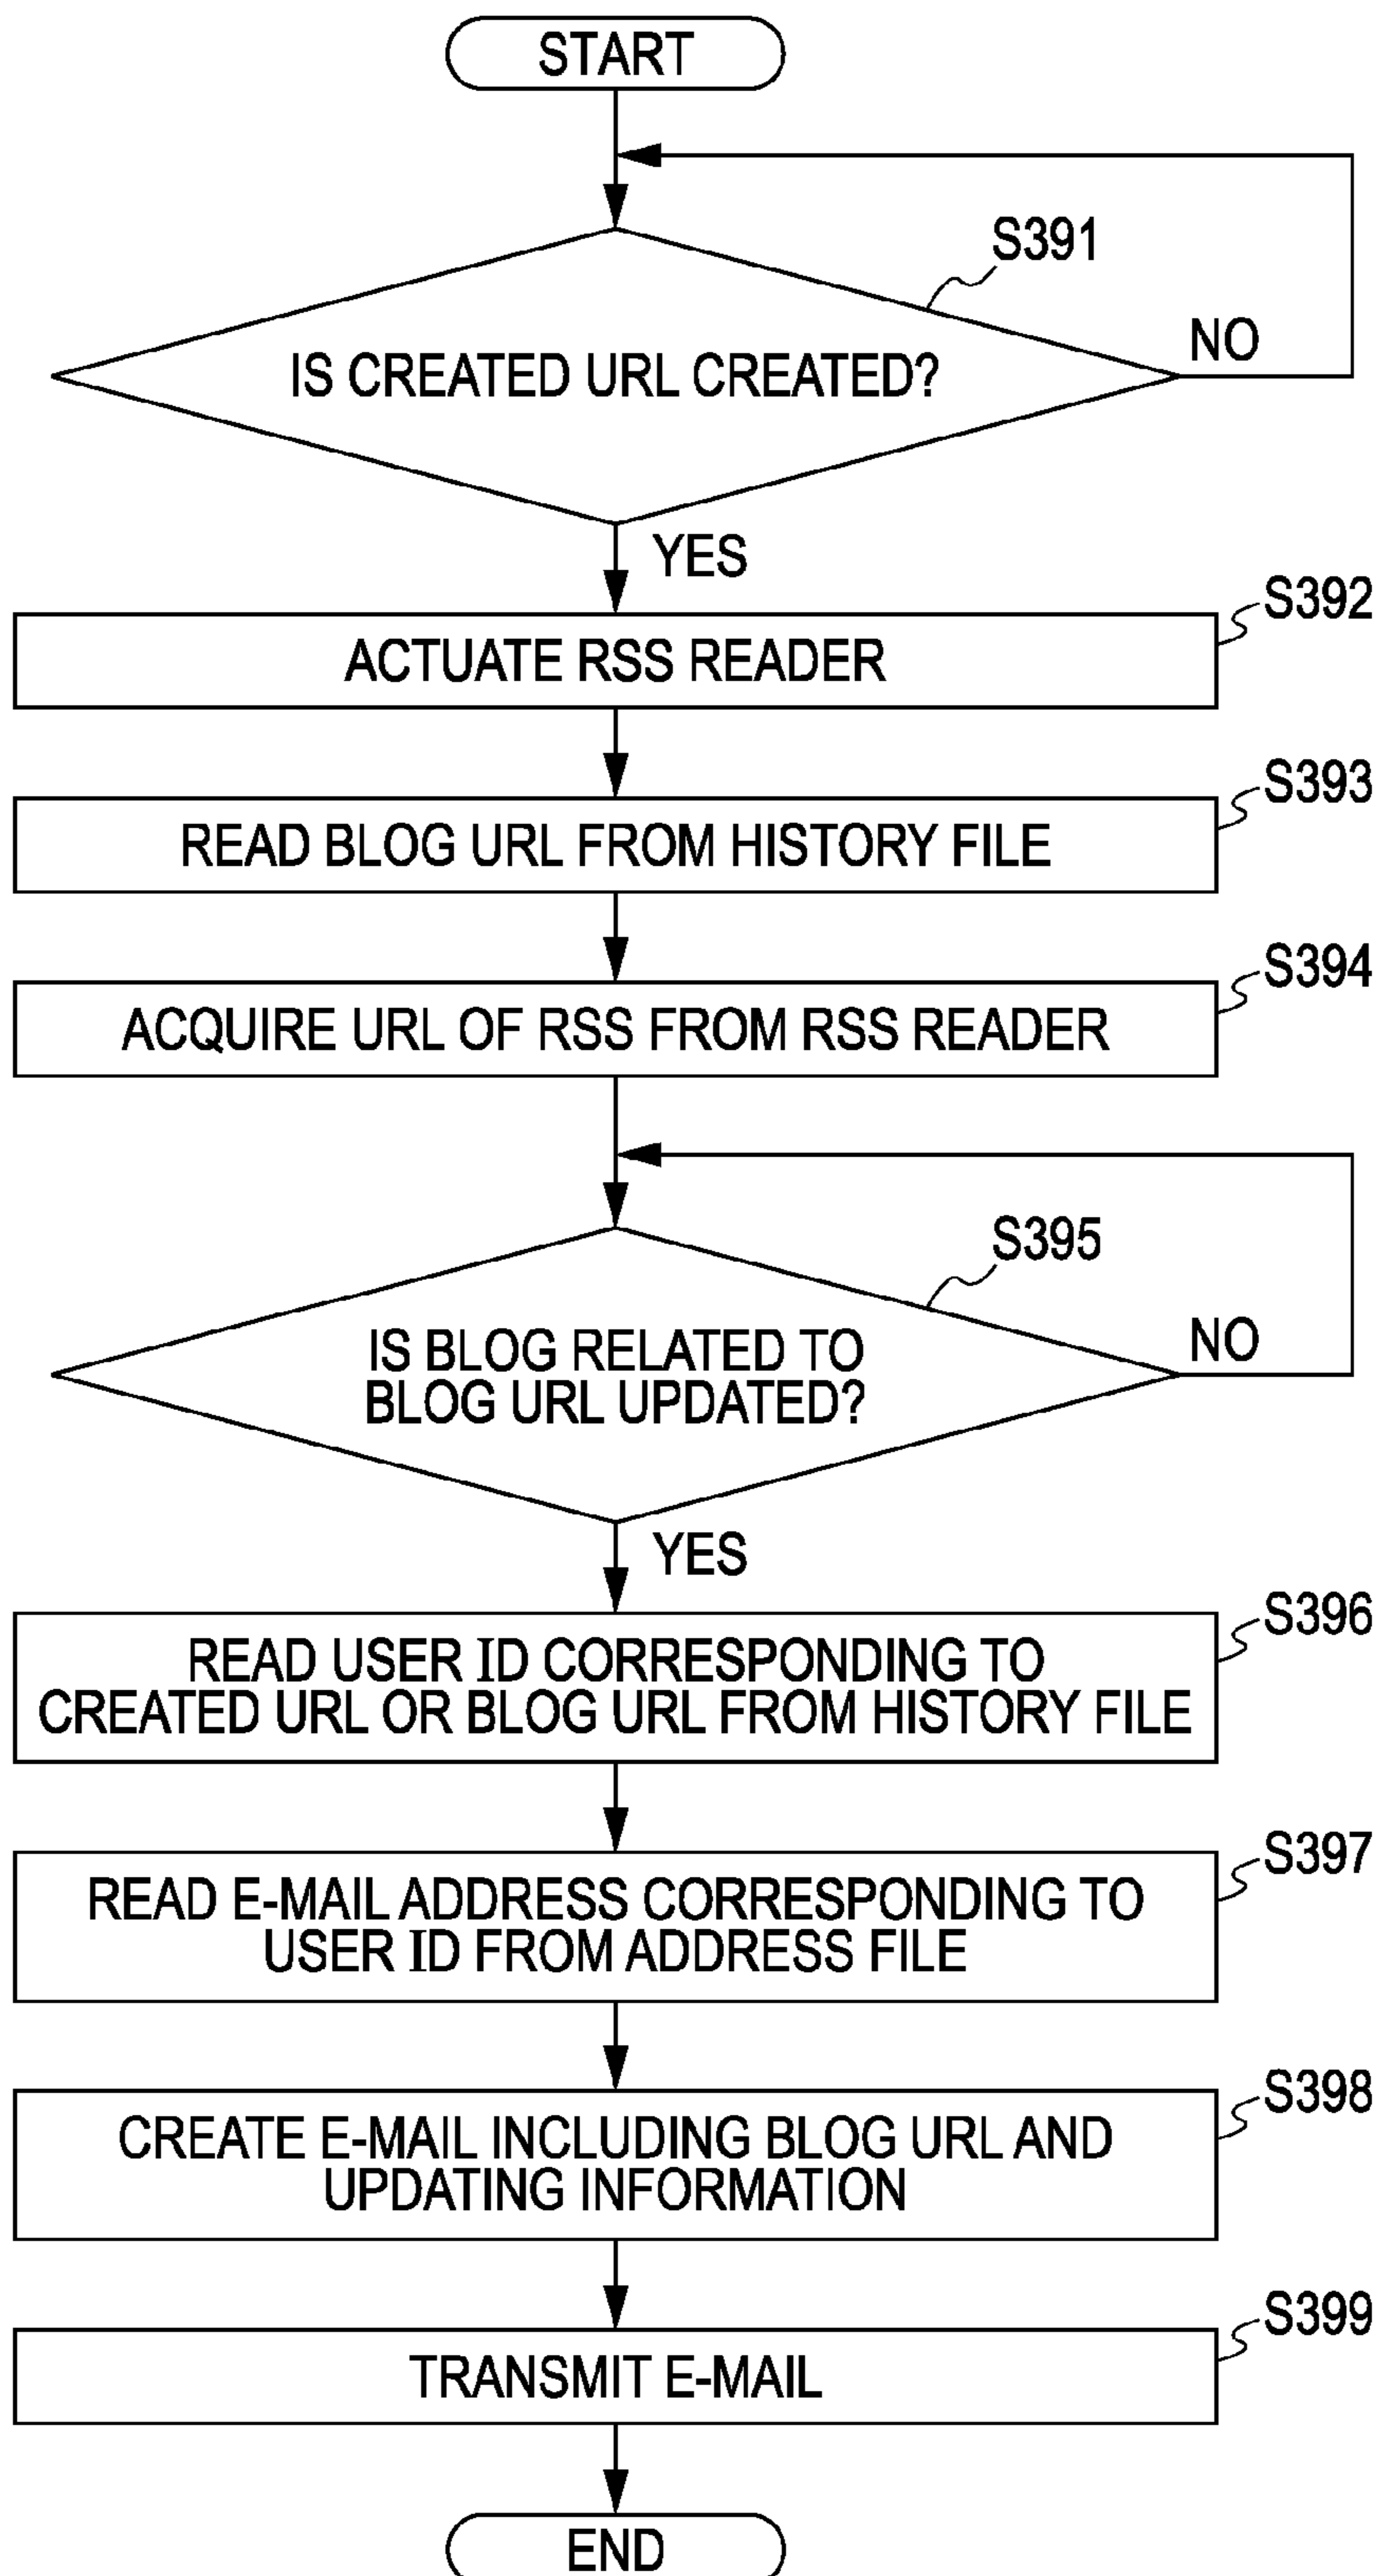 START
S391
IS CREATED URL CREATED?
NO
YES
S392
ACTUATE RSS READER
S393
READ BLOG URL FROM HISTORY FILE
S394
ACQUIRE URL OF RSS FROM RSS READER
S395
IS BLOG RELATED TO
BLOG URL UPDATED?
NO
YES
S396
READ USER ID CORRESPONDING TO
CREATED URL OR BLOG URL FROM HISTORY FILE
S397
READ E-MAIL ADDRESS CORRESPONDING TO
USER ID FROM ADDRESS FILE
S398
CREATE E-MAIL INCLUDING BLOG URL AND
UPDATING INFORMATION
S399
TRANSMIT E-MAIL
END